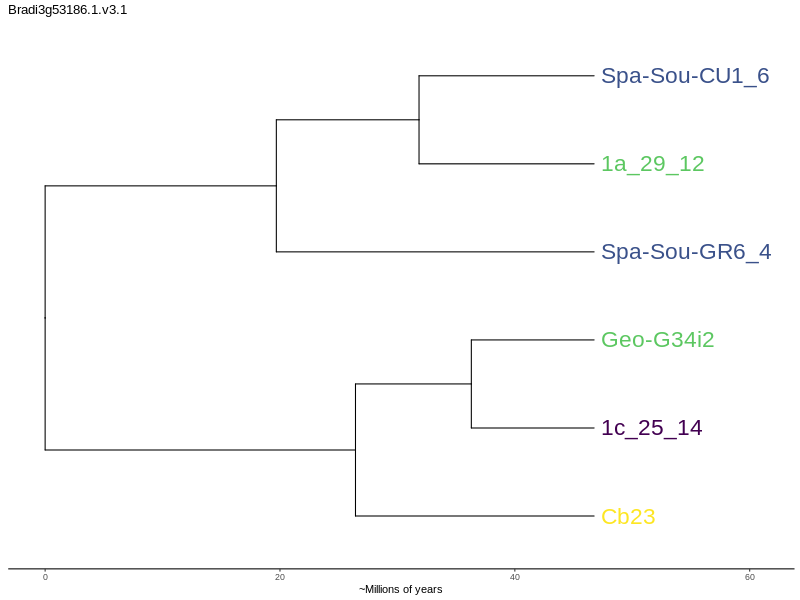 Bradi3g53186.1.v3.1
Spa-Sou-CU1_6
1a_29_12
Spa-Sou-GR6_4
Geo-G34i2
1c_25_14
Cb23
0 20 40 60
~Millions of years